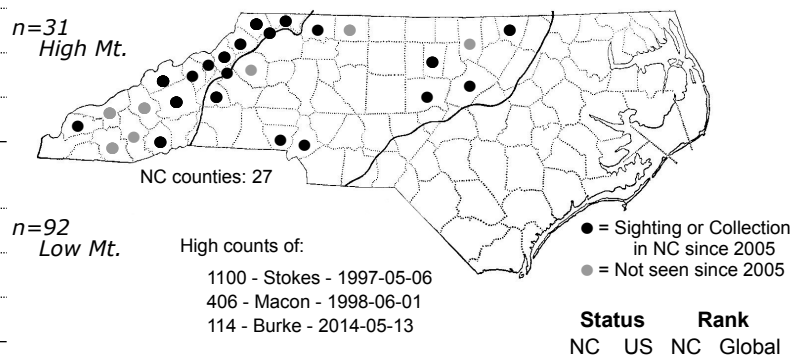 n=31
High Mt.
NC counties: 27
n=92
Low Mt.
High counts of:
1100 - Stokes - 1997-05-06
406 - Macon - 1998-06-01
114 - Burke - 2014-05-13
= Sighting or Collection
in NC since 2005
= Not seen since 2005
Status Rank
NC US NC Global